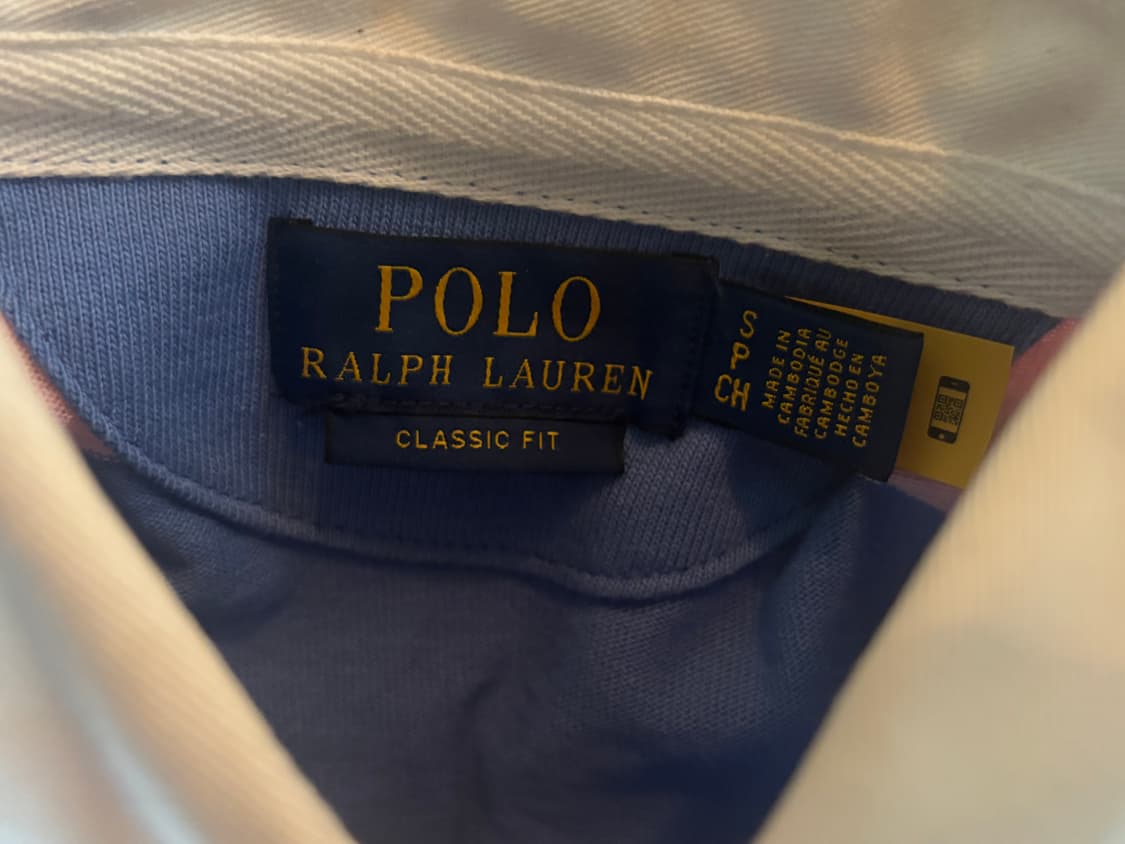 POLO
RALPH LAUREN
CLASSIC FIT
S
P
CH
MADE IN
CAMBODIA
FABRIQUÉ AU
CAMBODGE
HECHO EN
CAMBOYA